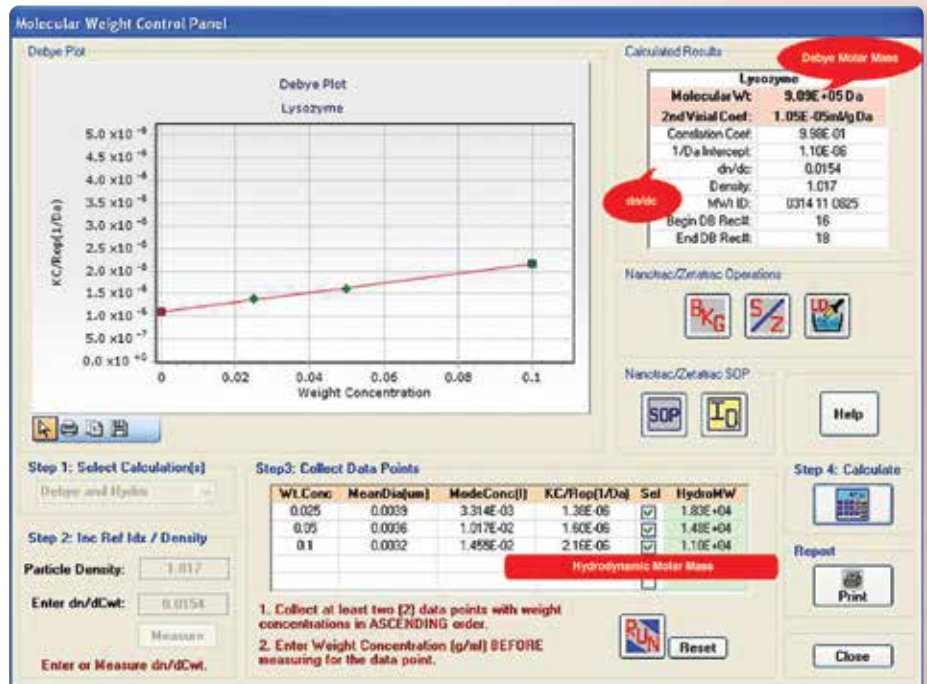 Molecular Weight Control Panel
Debye Plot
Debye Plot
Lysozyme
5.0 x10 -6
4.5 x10 -6
4.0 x10 -6
3.5 x10 -6
3.0 x10 -6
2.5 x10 -6
2.0 x10 -6
1.5 x10 -6
1.0 x10 -6
5.0 x10 -7
0.0 x10 +0
KC/Rop(1/Da)
0 0.02 0.04 0.06 0.08 0.1
Weight Concentration
Calculated Results
Debye Molar Mass
Lysozyme
Molecular Wt: 9.09E+05 Da
2nd Virial Coef: 1.05E-05ml/g Da
Correlation Coef: 9.98E-01
1/Da Intercept: 1.10E-06
dn/dc: 0.0154
Density: 1.017
dn/dc
MWt ID: 0314 11 0825
Begin DB Rec#: 16
End DB Rec#: 18
Nanotrac/Zetatrac Operations
BKG S/Z LD
Nanotrac/Zetatrac SOP
SOP ID
Help
Step 1: Select Calculation(s)
Debye and Hydro
Step 2: Inc Ref Idx / Density
Particle Density: 1.017
Enter dn/dCwt: 0.0154
Measure
Enter or Measure dn/dCwt.
Step3: Collect Data Points
Wt.Conc MeanDia(um) ModeConc(l) KC/Rop(1/Da) Sel HydroMW
0.025 0.0039 3.314E-03 1.38E-06 1.83E+04
0.05 0.0036 1.017E-02 1.60E-06 1.48E+04
0.1 0.0032 1.455E-02 2.16E-06 1.10E+04
Hydrodynamic Molar Mass
1. Collect at least two (2) data points with weight
concentrations in ASCENDING order.
2. Enter Weight Concentration (g/ml) BEFORE
measuring for the data point.
RUN
Reset
Step 4: Calculate
Report
Print
Close